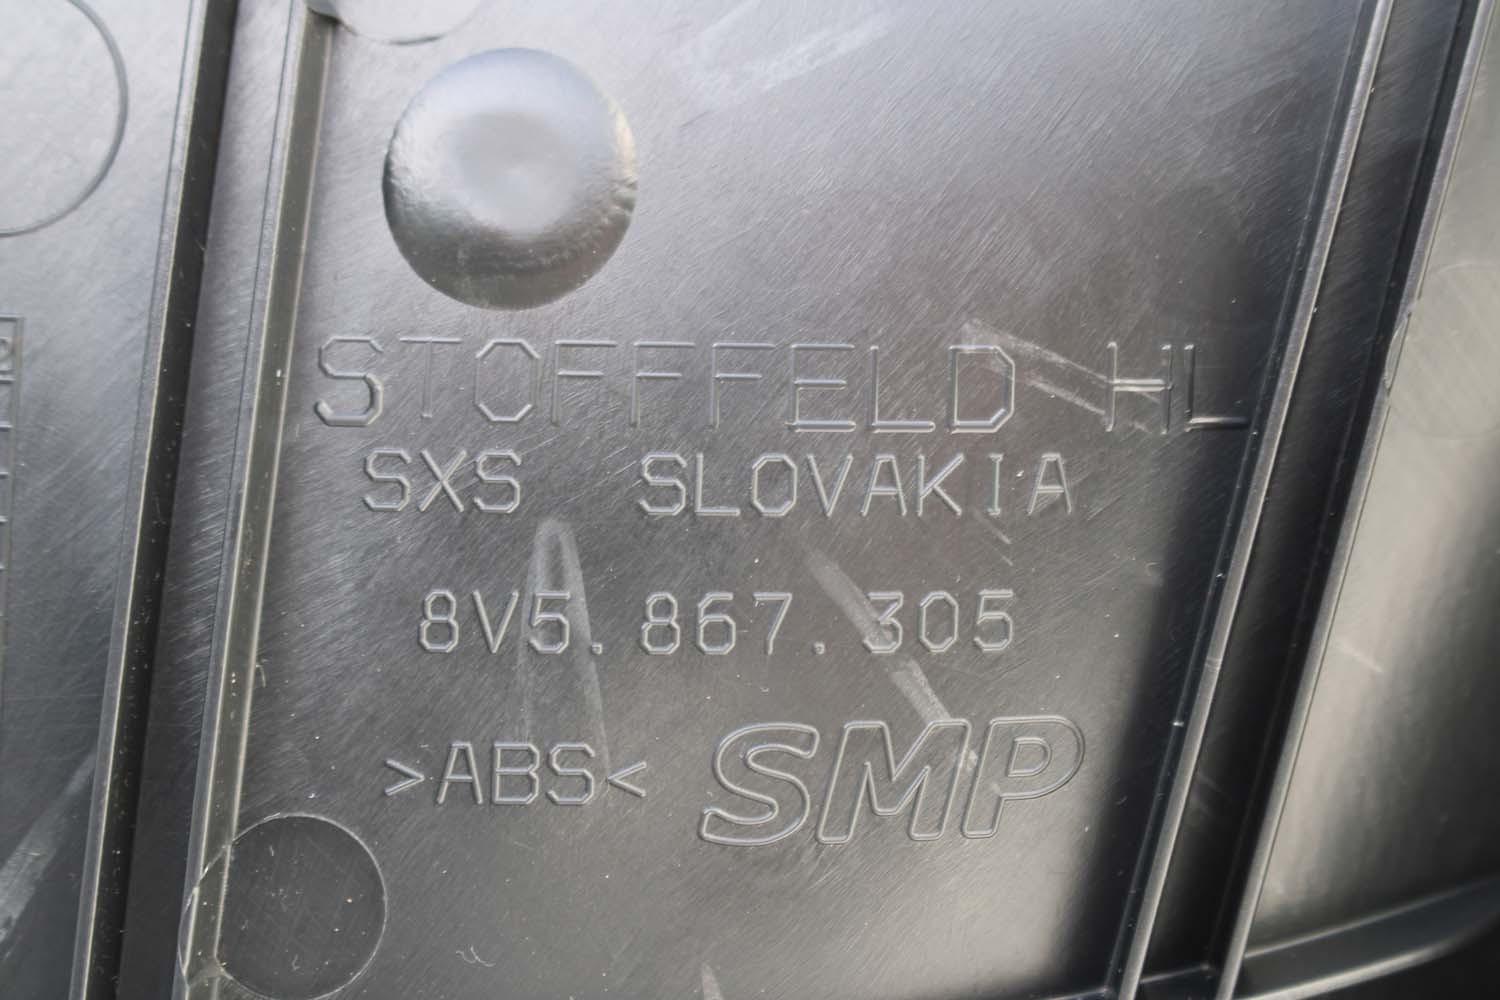 STOFFFELD HL
SXS SLOVAKIA
8V5.867.305
>ABS< SMP